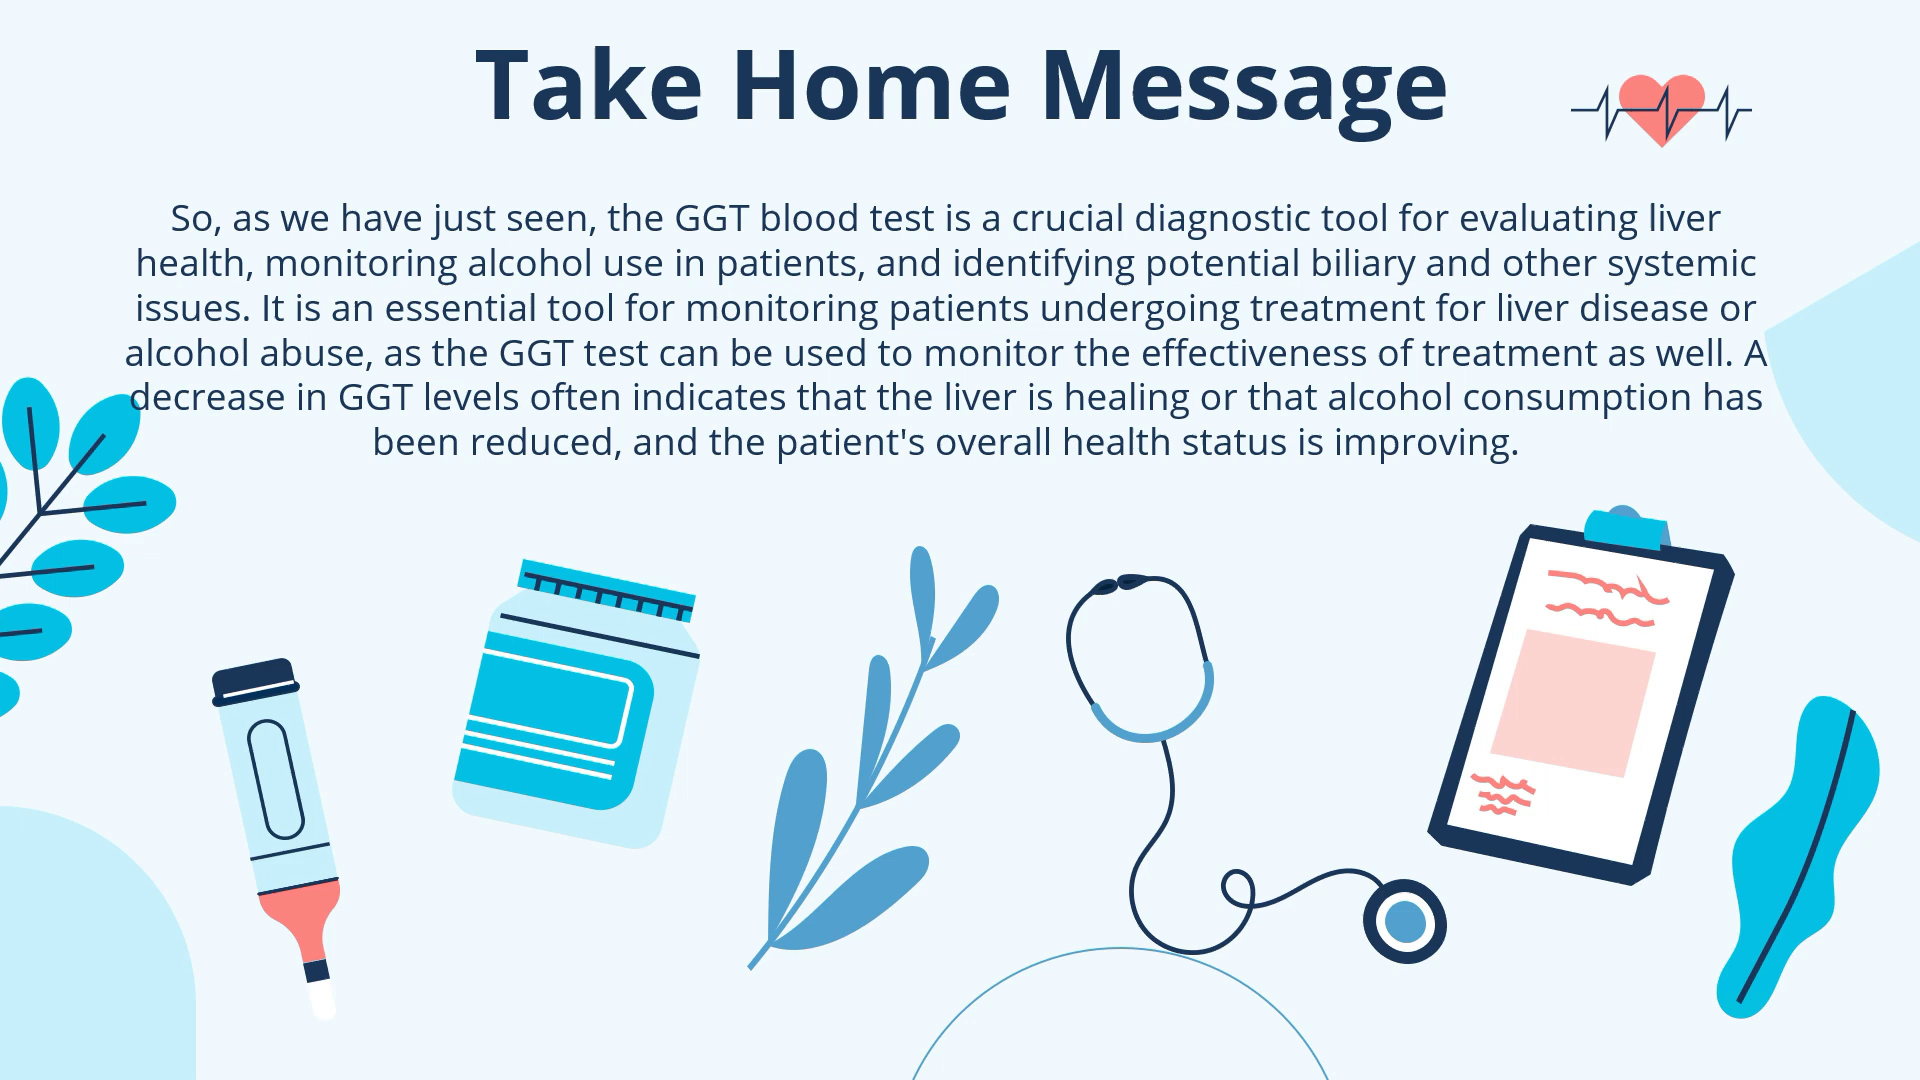 Take Home Message
So, as we have just seen, the GGT blood test is a crucial diagnostic tool for evaluating liver
health, monitoring alcohol use in patients, and identifying potential biliary and other systemic
issues. It is an essential tool for monitoring patients undergoing treatment for liver disease or
alcohol abuse, as the GGT test can be used to monitor the effectiveness of treatment as well. A
decrease in GGT levels often indicates that the liver is healing or that alcohol consumption has
been reduced, and the patient's overall health status is improving.